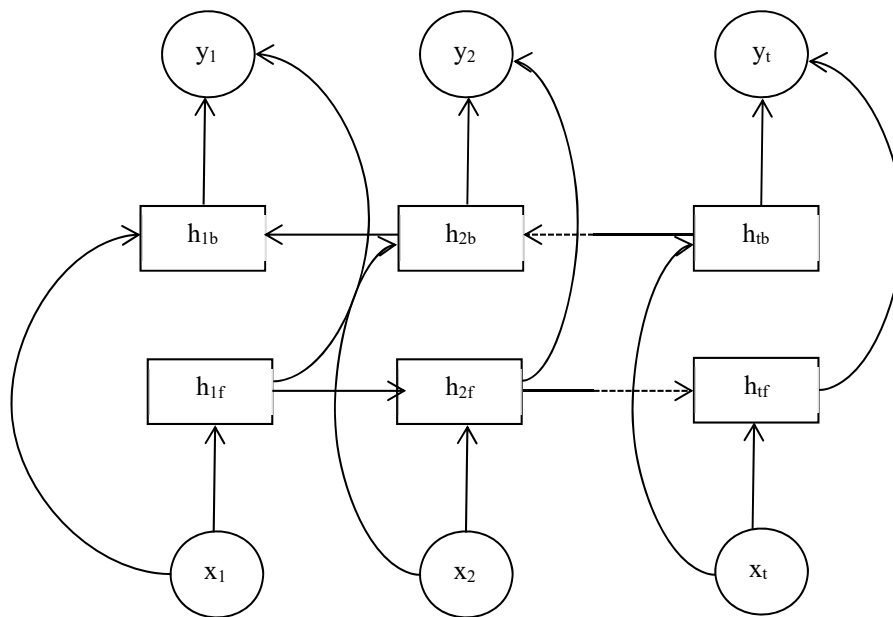 y₁ y₂ yₜ
h₁b h₂b hₜb
h₁f h₂f hₜf
x₁ x₂ xₜ